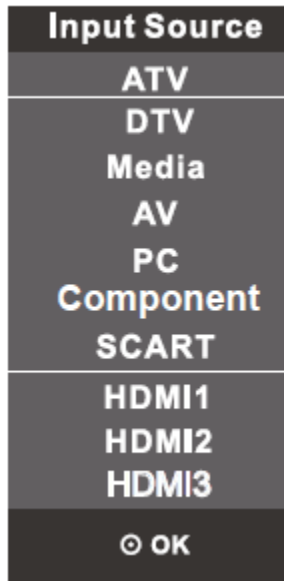 Input Source
ATV
DTV
Media
AV
PC
Component
SCART
HDMI1
HDMI2
HDMI3
⊙ OK